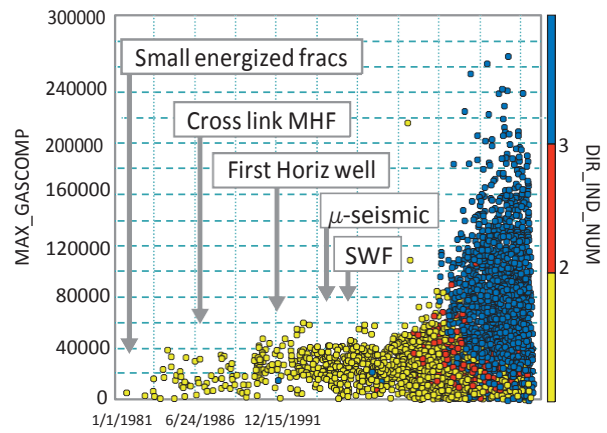 300000
240000
200000
160000
120000
80000
40000
0
MAX_GASCOMP
Small energized fracs
Cross link MHF
First Horiz well
μ-seismic
SWF
1/1/1981
6/24/1986
12/15/1991
3
2
DIR_IND_NUM